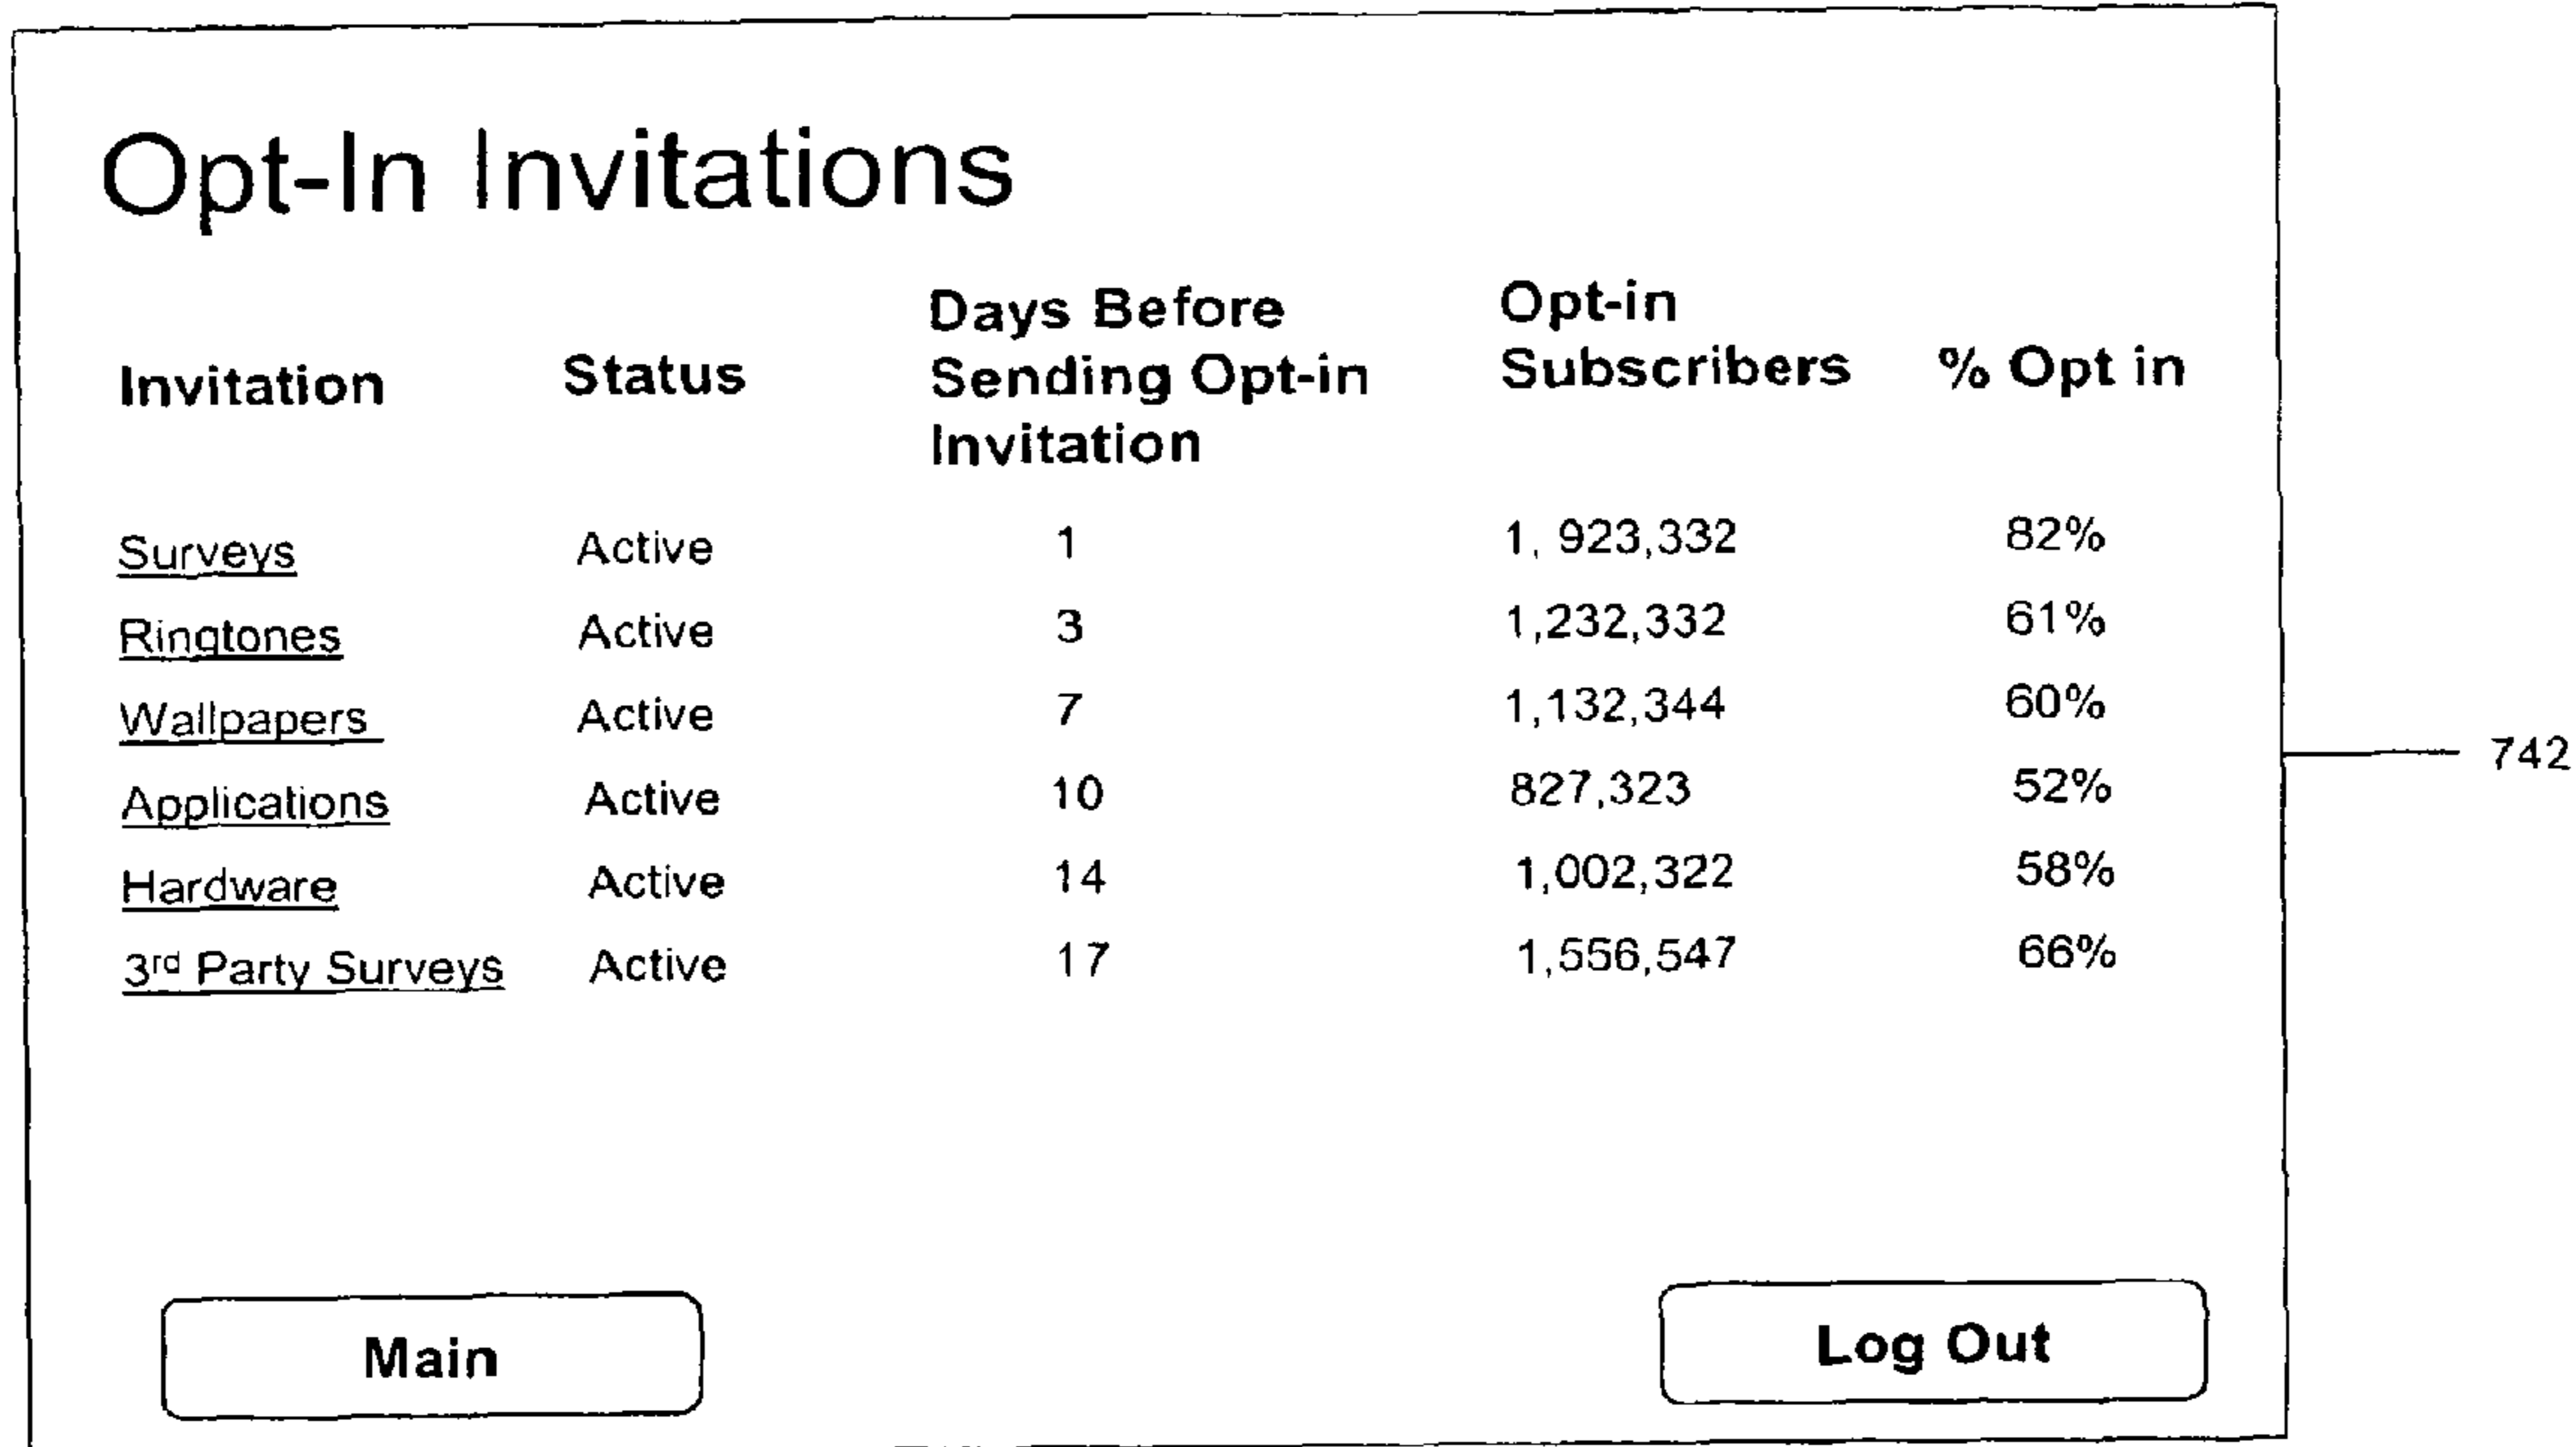 Opt-In Invitations
Invitation Status Days Before Sending Opt-in Invitation Opt-in Subscribers % Opt in
Surveys Active 1 1, 923,332 82%
Ringtones Active 3 1,232,332 61%
Wallpapers Active 7 1,132,344 60%
742
Applications Active 10 827,323 52%
Hardware Active 14 1,002,322 58%
3rd Party Surveys Active 17 1,556,547 66%
Main Log Out